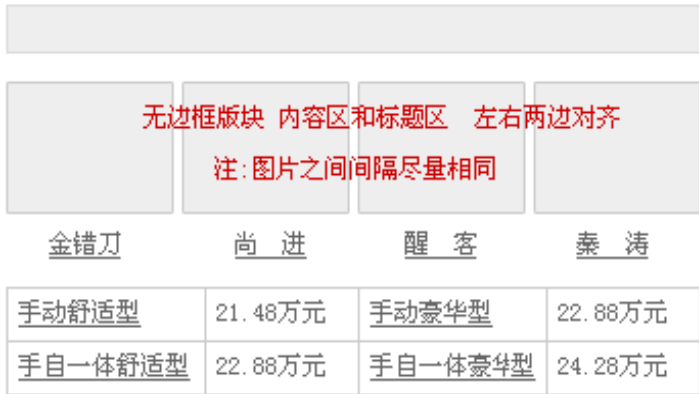 无边框版块 内容区和标题区 左右两边对齐
注:图片之间间隔尽量相同
金错刀 尚 进 醒 客 秦 涛
手动舒适型 21.48万元 手动豪华型 22.88万元
手自一体舒适型 22.88万元 手自一体豪华型 24.28万元